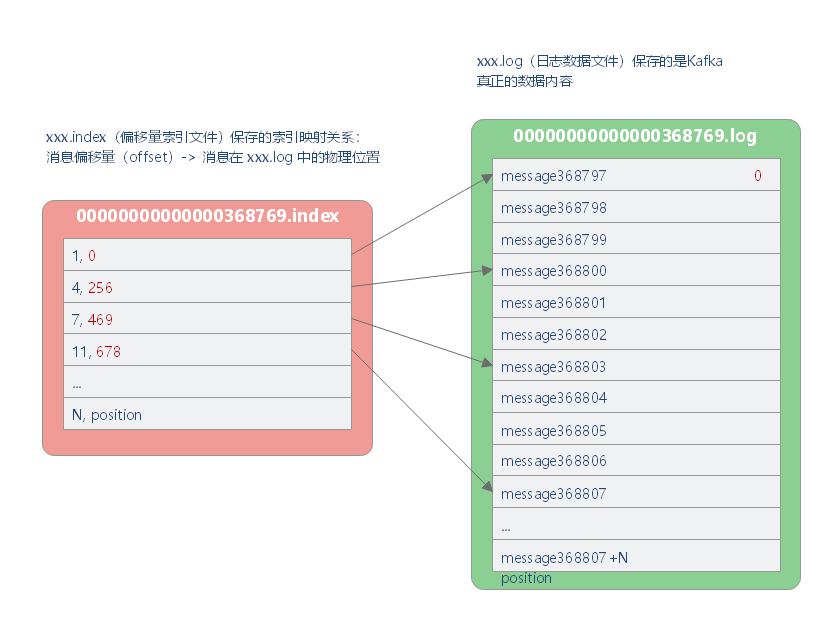 xxx.log（日志数据文件）保存的是Kafka
真正的数据内容
xxx.index（偏移量索引文件）保存的索引映射关系：
消息偏移量（offset）-> 消息在 xxx.log 中的物理位置
00000000000000368769.index
1, 0
4, 256
7, 469
11, 678
...
N, position
00000000000000368769.log
message368797 0
message368798
message368799
message368800
message368801
message368802
message368803
message368804
message368805
message368806
message368807
...
message368807 +N
position